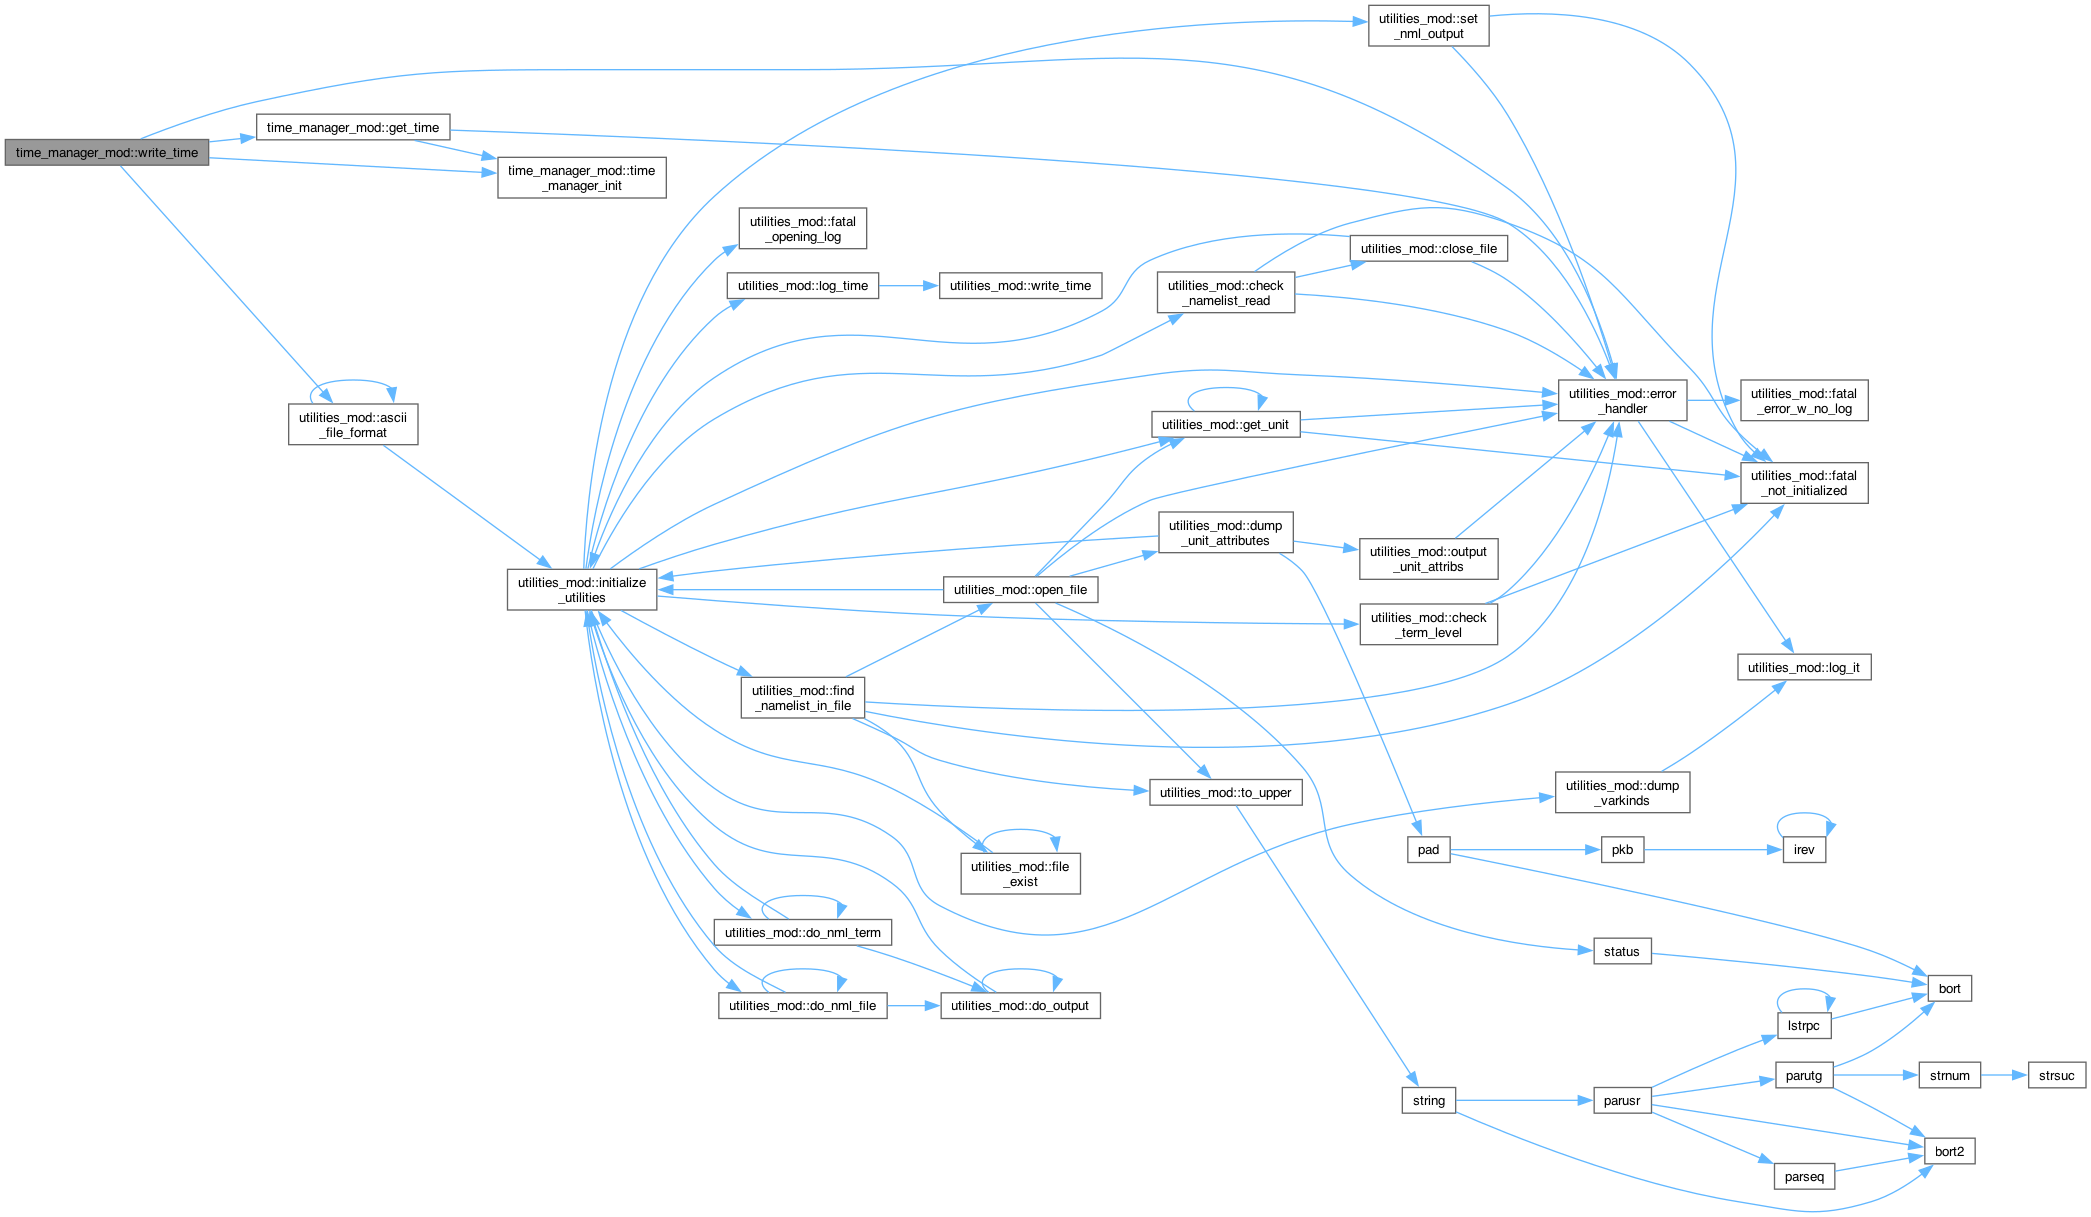 utilities_mod::set
_nml_output
time_manager_mod::get_time
time_manager_mod::write_time
time_manager_mod::time
_manager_init
utilities_mod::fatal
_opening_log
utilities_mod::close_file
utilities_mod::log_time
utilities_mod::write_time
utilities_mod::check
_namelist_read
utilities_mod::error
_handler
utilities_mod::fatal
_error_w_no_log
utilities_mod::ascii
_file_format
utilities_mod::get_unit
utilities_mod::fatal
_not_initialized
utilities_mod::dump
_unit_attributes
utilities_mod::output
_unit_attribs
utilities_mod::initialize
_utilities
utilities_mod::open_file
utilities_mod::check
_term_level
utilities_mod::log_it
utilities_mod::find
_namelist_in_file
utilities_mod::to_upper
utilities_mod::dump
_varkinds
pad
pkb
irev
utilities_mod::file
_exist
utilities_mod::do_nml_term
status
bort
utilities_mod::do_nml_file
utilities_mod::do_output
lstrpc
parutg
strnum
strsuc
string
parusr
bort2
parseq